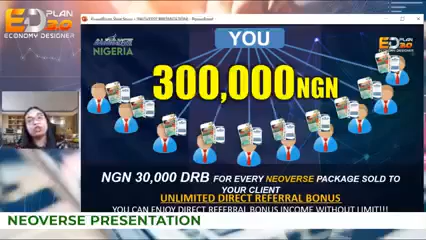 PLAN
ED 3.0
ECONOMY DESIGNER
NIGERIA
YOU
PLAN
ED 3.0
ECONOMY DESIGNER
300,000NGN
NGN 30,000 DRB FOR EVERY NEOVERSE PACKAGE SOLD TO
YOUR CLIENT
UNLIMITED DIRECT REFERRAL BONUS
YOU CAN ENJOY DIRECT REFERRAL BONUS INCOME WITHOUT LIMIT!!!
NEOVERSE PRESENTATION